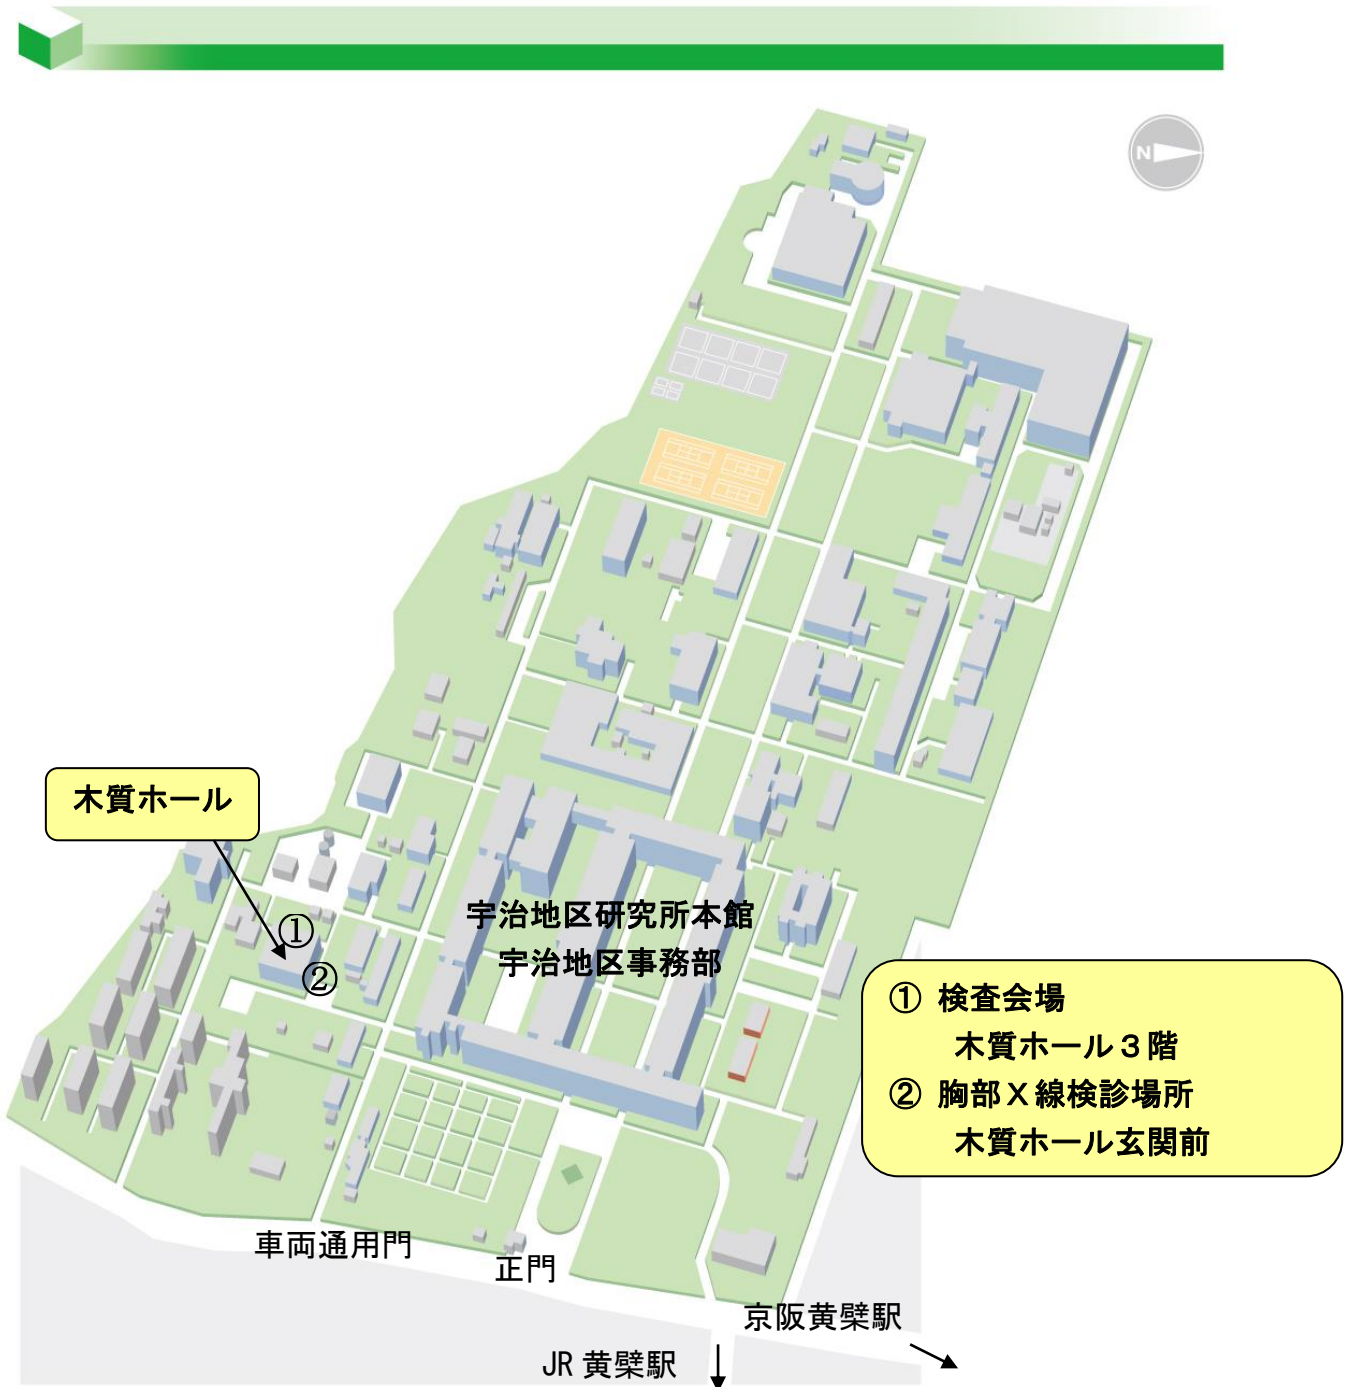 N
木質ホール
①
②
宇治地区研究所本館
宇治地区事務部
① 検査会場
木質ホール３階
② 胸部Ｘ線検診場所
木質ホール玄関前
車両通用門
正門
京阪黄檗駅
JR 黄檗駅